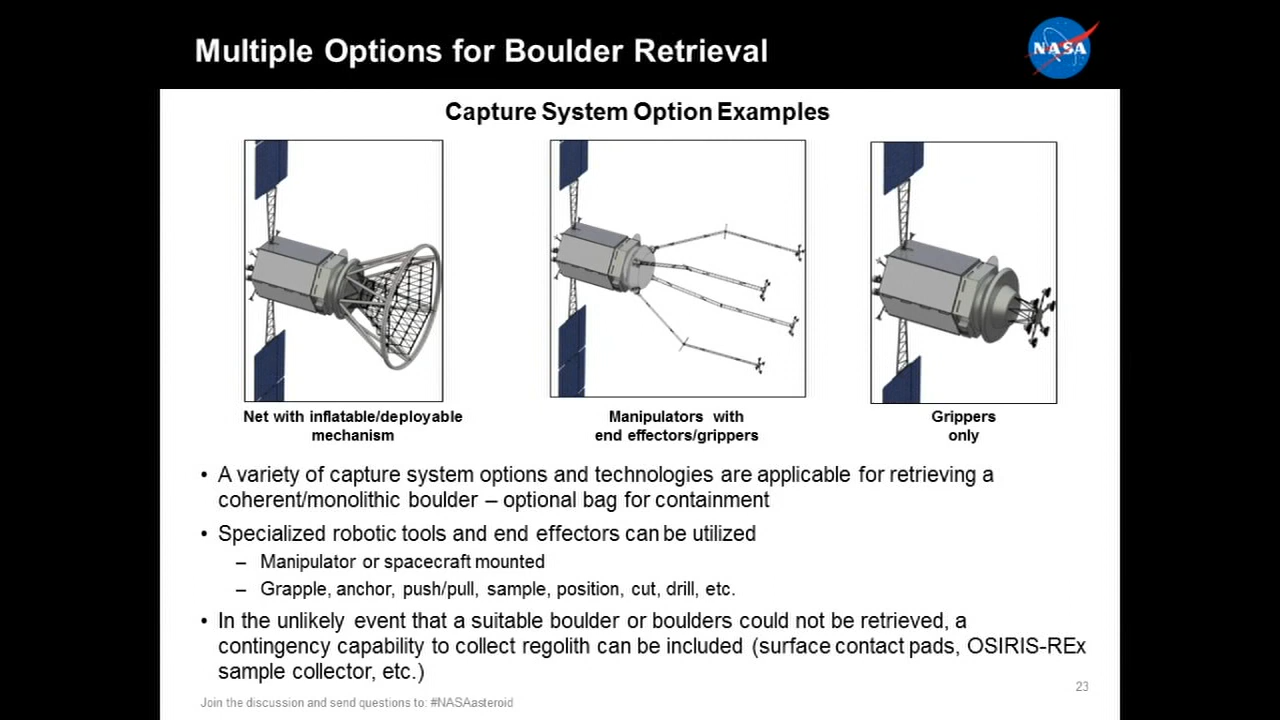 Multiple Options for Boulder Retrieval
NASA
Capture System Option Examples
Net with inflatable/deployable
mechanism
Manipulators with
end effectors/grippers
Grippers
only
• A variety of capture system options and technologies are applicable for retrieving a
coherent/monolithic boulder – optional bag for containment
• Specialized robotic tools and end effectors can be utilized
– Manipulator or spacecraft mounted
– Grapple, anchor, push/pull, sample, position, cut, drill, etc.
• In the unlikely event that a suitable boulder or boulders could not be retrieved, a
contingency capability to collect regolith can be included (surface contact pads, OSIRIS-REx
sample collector, etc.)
23
Join the discussion and send questions to: #NASAasteroid